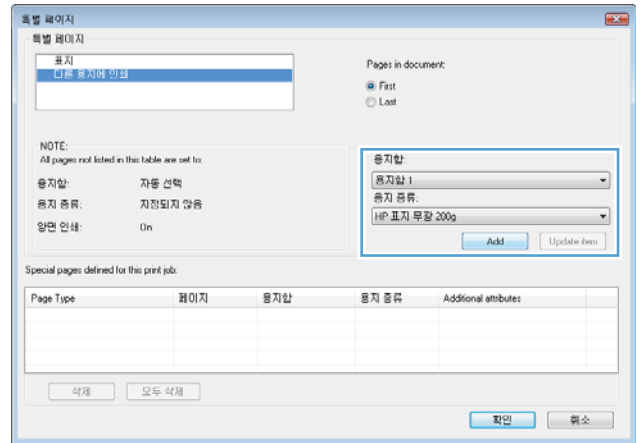 특별 페이지
특별 페이지
표지
다른 용지에 인쇄
Pages in document:
First
Last
NOTE:
All pages not listed in this table are set to:
용지함: 자동 선택
용지 종류: 지정되지 않음
양면 인쇄: On
용지함:
용지함 1
용지 종류:
HP 표지 무광 200g
Add Update item
Special pages defined for this print job:
Page Type 페이지 용지함 용지 종류 Additional attributes
삭제 모두 삭제
확인 취소